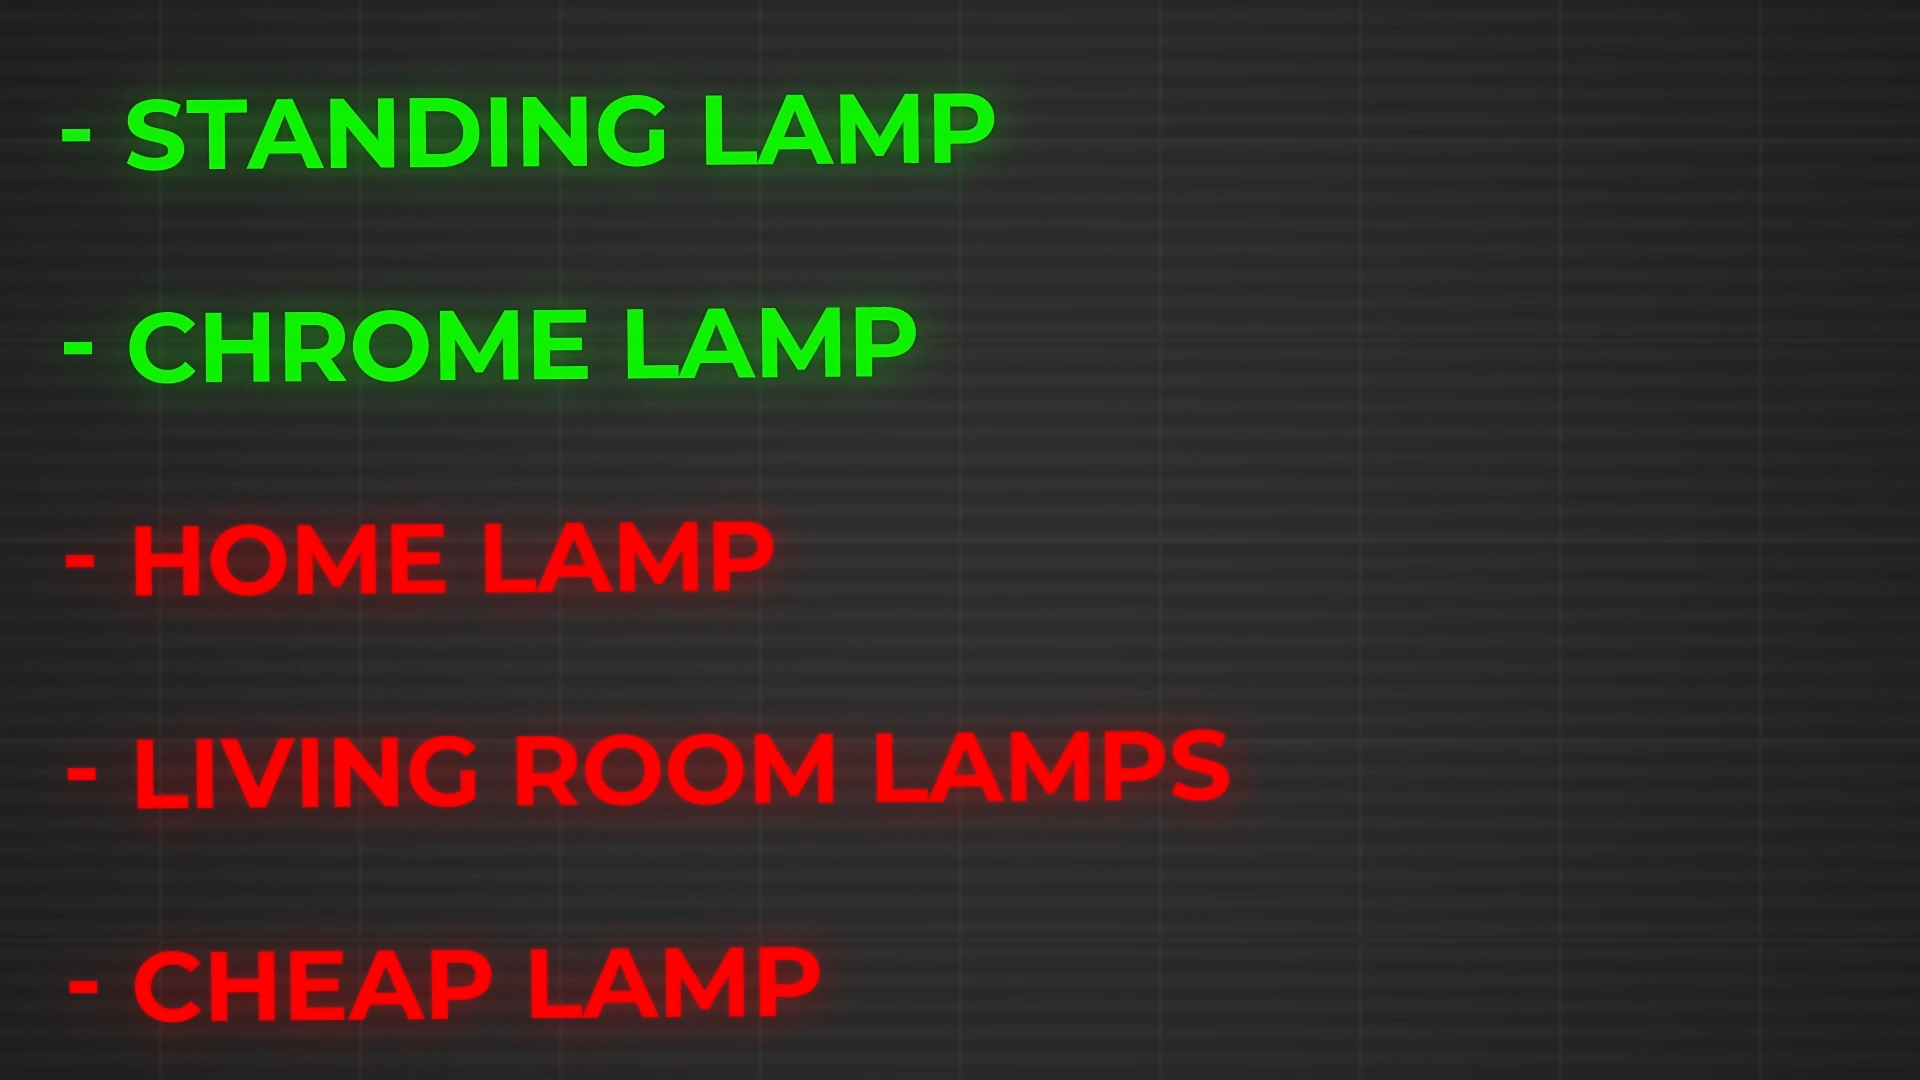 - STANDING LAMP
- CHROME LAMP
- HOME LAMP
- LIVING ROOM LAMPS
- CHEAP LAMP